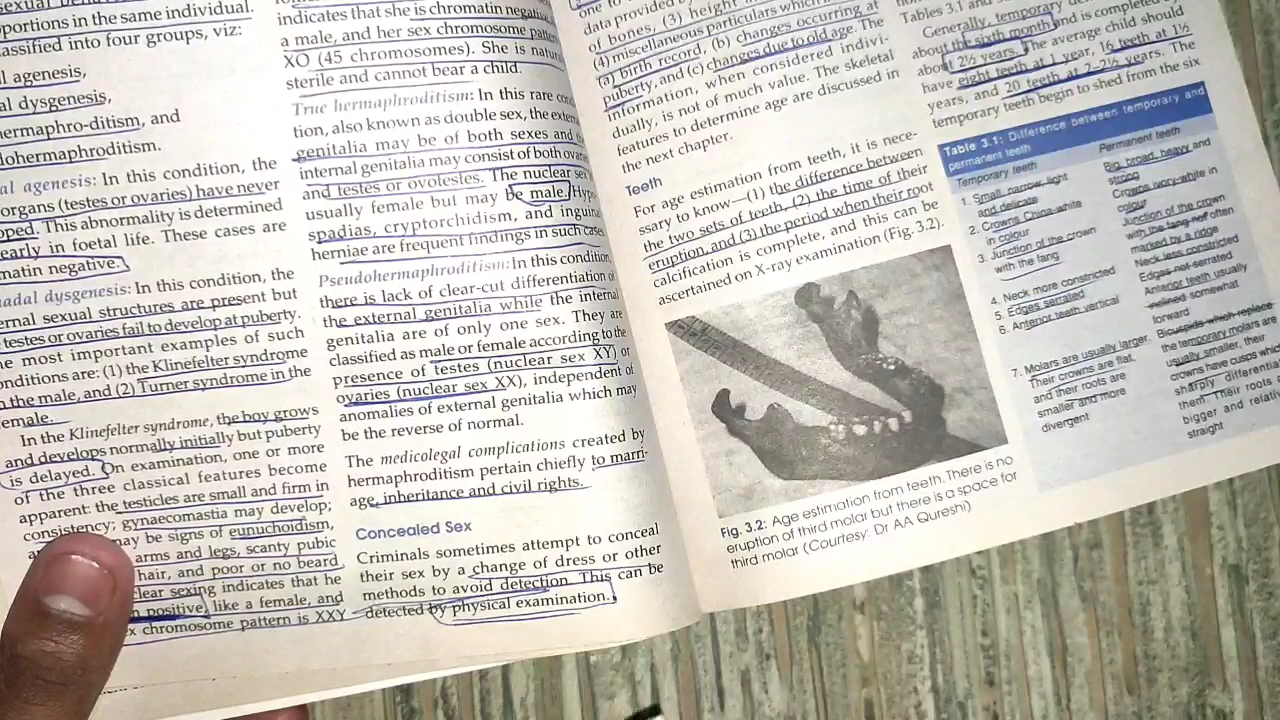 sexual
portions in the same individual.
assified into four groups, viz:
agenesis,
dysgenesis,
ermaphro-ditism, and
dohermaphroditism.
al agenesis: In this condition, the
organs (testes or ovaries) have never
ped. This abnormality is determined
early in foetal life. These cases are
matin negative.
adal dysgenesis: In this condition, the
ernal sexual structures are present but
testes or ovaries fail to develop at puberty.
most important examples of such
onditions are: (1) the Klinefelter syndrome
the male, and (2) Turner syndrome in the
emale.
In the Klinefelter syndrome, the boy grows
and develops normally initially but puberty
is delayed. On examination, one or more
of the three classical features become
apparent: the testicles are small and firm in
consistency; gynaecomastia may develop;
may be signs of eunuchoidism,
arms and legs, scanty pubic
hair, and poor or no beard
lear sexing indicates that he
positive, like a female, and
x chromosome pattern is XXY
indicates that she is chromatin negative
a male, and her sex chromosome patte
XO (45 chromosomes). She is natur
sterile and cannot bear a child.
True hermaphroditism: In this rare cond
tion, also known as double sex, the exter
genitalia may be of both sexes and
internal genitalia may consist of both ovar
and testes or ovotestes. The nuclear sex
usually female but may be male. Hypo
spadias, cryptorchidism, and inguina
herniae are frequent findings in such cases
Pseudohermaphroditism: In this condition
there is lack of clear-cut differentiation of
the external genitalia while the internal
genitalia are of only one sex. They are
classified as male or female according to the
presence of testes (nuclear sex XY) or
ovaries (nuclear sex XX), independent of
anomalies of external genitalia which may
be the reverse of normal.
The medicolegal complications created by
hermaphroditism pertain chiefly to marri-
age, inheritance and civil rights.
Concealed Sex
Criminals sometimes attempt to conceal
their sex by a change of dress or other
methods to avoid detection. This can be
detected by physical examination.
one to
data provided by
of bones, (3) height
(4) miscellaneous particulars which
(a) birth record, (b) changes occurring at
puberty, and (c) changes due to old age. The
information, when considered indivi-
dually, is not of much value. The skeletal
features to determine age are discussed in
the next chapter.
Teeth
For age estimation from teeth, it is nece-
ssary to know—(1) the difference between
the two sets of teeth, (2) the time of their
eruption, and (3) the period when their root
calcification is complete, and this can be
ascertained on X-ray examination (Fig. 3.2).
Fig. 3.2: Age estimation from teeth. There is no
eruption of third molar but there is a space for
third molar (Courtesy: Dr AA Qureshi)
Tables 3.1 and
Generally, temporary
about the sixth month and is completed by
about 2½ years. The average child should
have eight teeth at 1 year, 16 teeth at 1½
years, and 20 teeth at 2–2½ years. The
temporary teeth begin to shed from the six
Table 3.1: Difference between temporary and
permanent teeth
Temporary teeth
1. Small, narrow, light
and delicate
2. Crowns China-white
in colour
3. Junction of the crown
with the fang
4. Neck more constricted
5. Edges serrated
6. Anterior teeth vertical
7. Molars are usually larger.
Their crowns are flat
and their roots are
smaller and more
divergent
Permanent teeth
Big, broad, heavy and
strong
Crowns ivory-white in
colour
Junction of the crown
with the fang not often
marked by a ridge
Neck less constricted
Edges not serrated
Anterior teeth usually
inclined somewhat
forward
Bicuspids which replace
the temporary molars are
usually smaller, their
crowns have cusps whic
sharply differentia
them. Their roots
bigger and relativ
straight